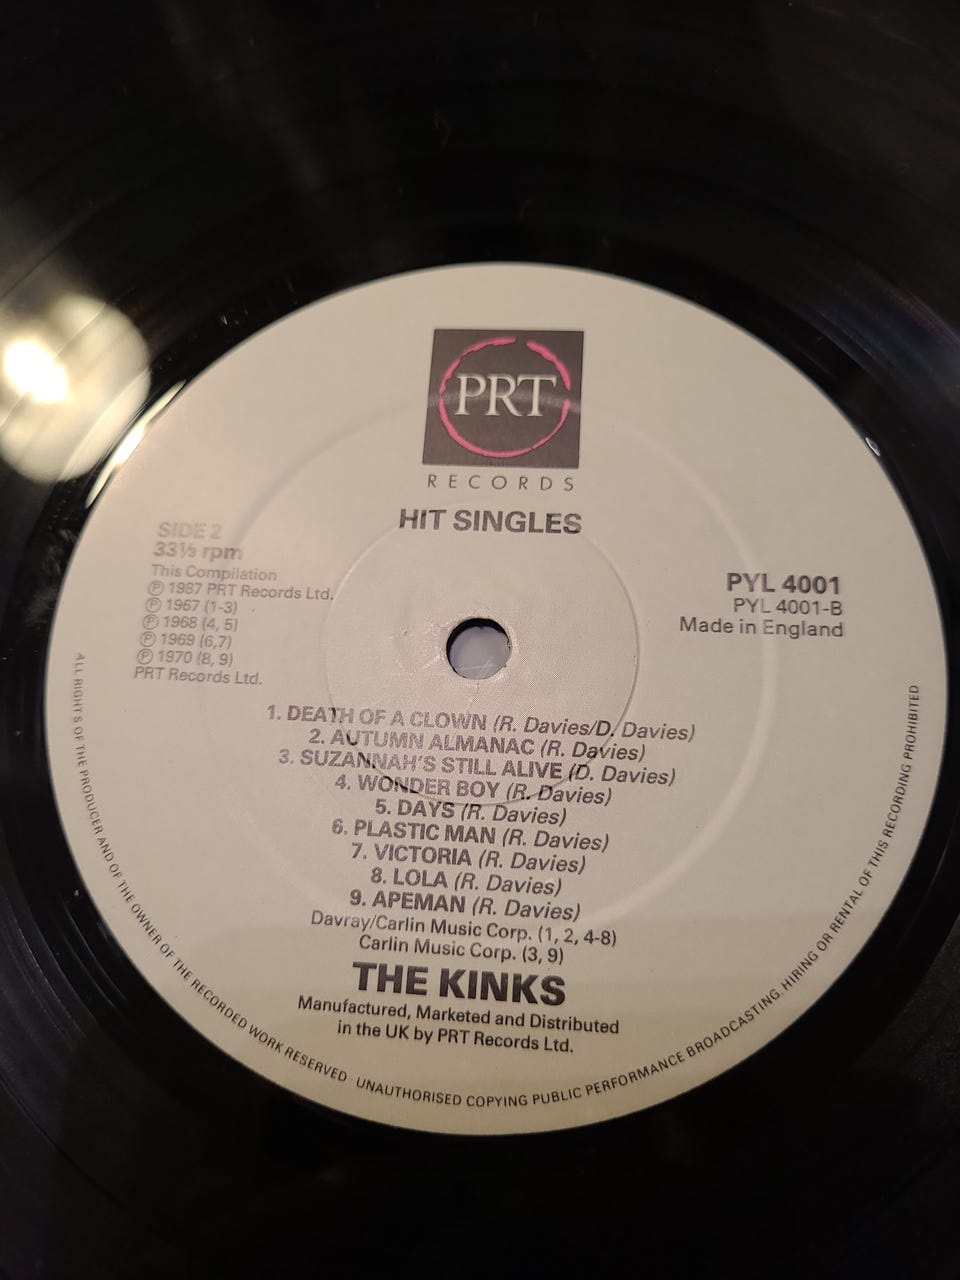 PRT
RECORDS
HIT SINGLES
SIDE 2
33⅓ rpm
This Compilation
℗ 1987 PRT Records Ltd.
℗ 1967 (1-3)
℗ 1968 (4, 5)
℗ 1969 (6,7)
℗ 1970 (8, 9)
PRT Records Ltd.
PYL 4001
PYL 4001-B
Made in England
1. DEATH OF A CLOWN (R. Davies/D. Davies)
2. AUTUMN ALMANAC (R. Davies)
3. SUZANNAH'S STILL ALIVE (D. Davies)
4. WONDER BOY (R. Davies)
5. DAYS (R. Davies)
6. PLASTIC MAN (R. Davies)
7. VICTORIA (R. Davies)
8. LOLA (R. Davies)
9. APEMAN (R. Davies)
Davray/Carlin Music Corp. (1, 2, 4-8)
Carlin Music Corp. (3, 9)
THE KINKS
Manufactured, Marketed and Distributed
in the UK by PRT Records Ltd.
ALL RIGHTS OF THE PRODUCER AND OF THE OWNER OF THE RECORDED WORK RESERVED · UNAUTHORISED COPYING PUBLIC PERFORMANCE BROADCASTING, HIRING OR RENTAL OF THIS RECORDING PROHIBITED